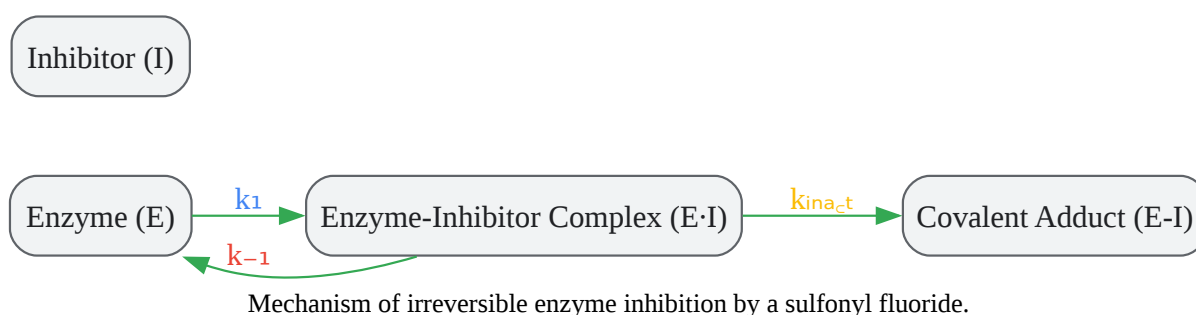 Inhibitor (I)
Enzyme (E)
k₁
Enzyme-Inhibitor Complex (E·I)
kᵢₙₐ꜀ₜ
Covalent Adduct (E-I)
k₋₁
Mechanism of irreversible enzyme inhibition by a sulfonyl fluoride.